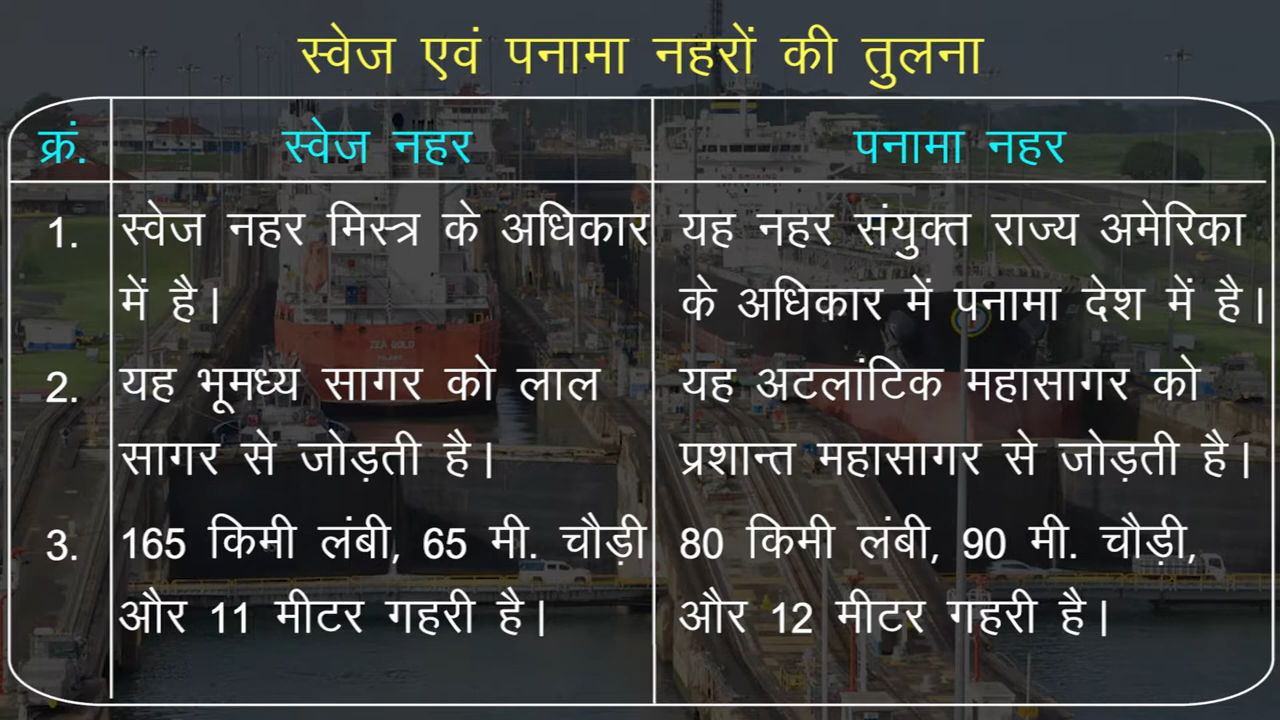 स्वेज एवं पनामा नहरों की तुलना
क्रं. स्वेज नहर पनामा नहर
1. स्वेज नहर मिस्त्र के अधिकार यह नहर संयुक्त राज्य अमेरिका
में है। के अधिकार में पनामा देश में है।
2. यह भूमध्य सागर को लाल यह अटलांटिक महासागर को
सागर से जोड़ती है। प्रशान्त महासागर से जोड़ती है।
3. 165 किमी लंबी, 65 मी. चौड़ी 80 किमी लंबी, 90 मी. चौड़ी,
और 11 मीटर गहरी है। और 12 मीटर गहरी है।
ZEA GOLD